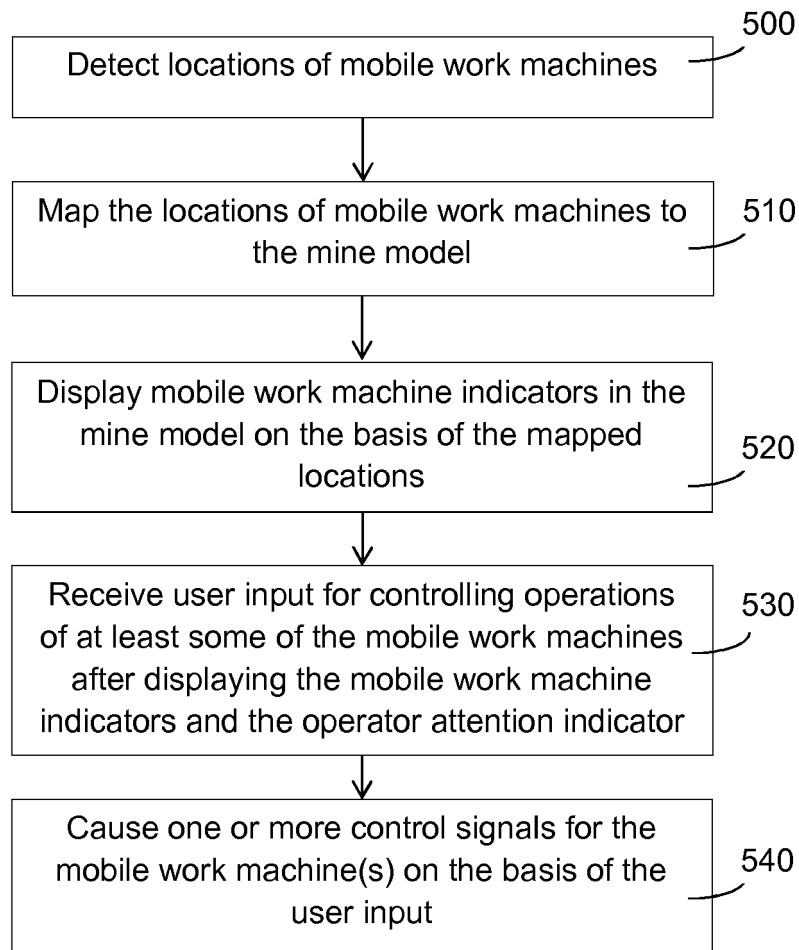 500
Detect locations of mobile work machines
Map the locations of mobile work machines to
the mine model
510
Display mobile work machine indicators in the
mine model on the basis of the mapped
locations
520
Receive user input for controlling operations
of at least some of the mobile work machines
after displaying the mobile work machine
indicators and the operator attention indicator
530
Cause one or more control signals for the
mobile work machine(s) on the basis of the
user input
540